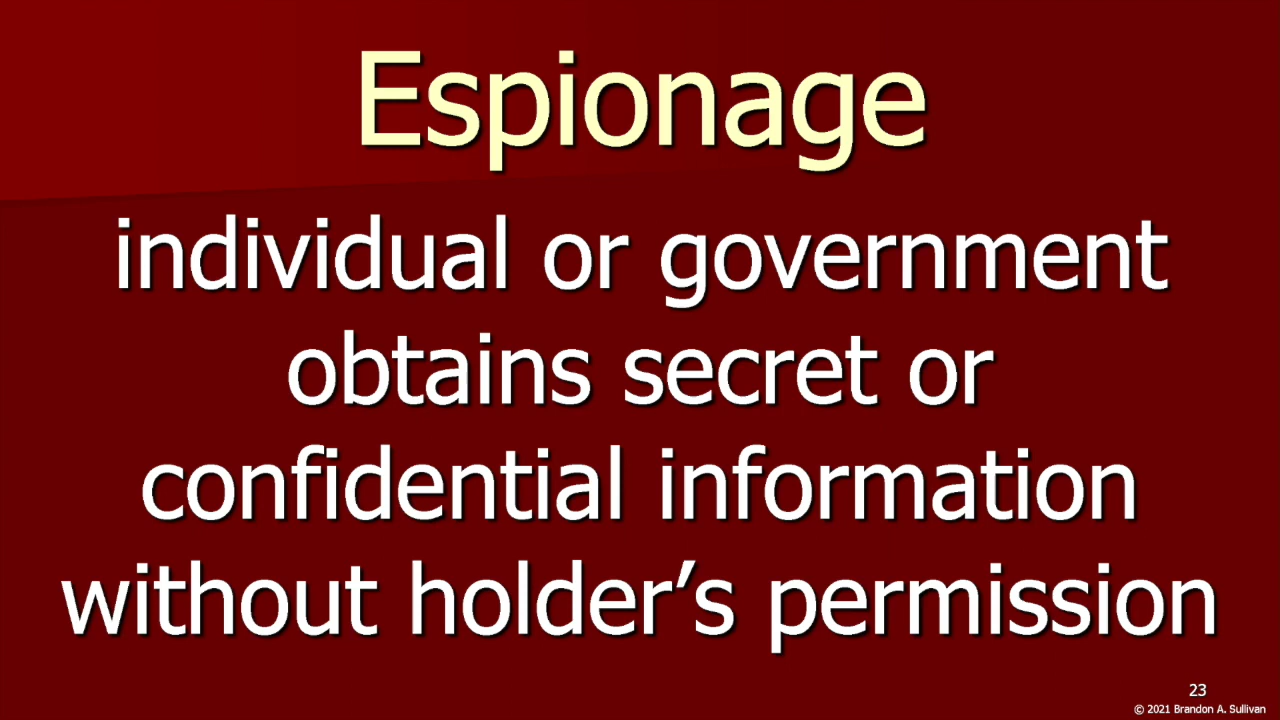 Espionage
individual or government
obtains secret or
confidential information
without holder’s permission
23
© 2021 Brandon A. Sullivan